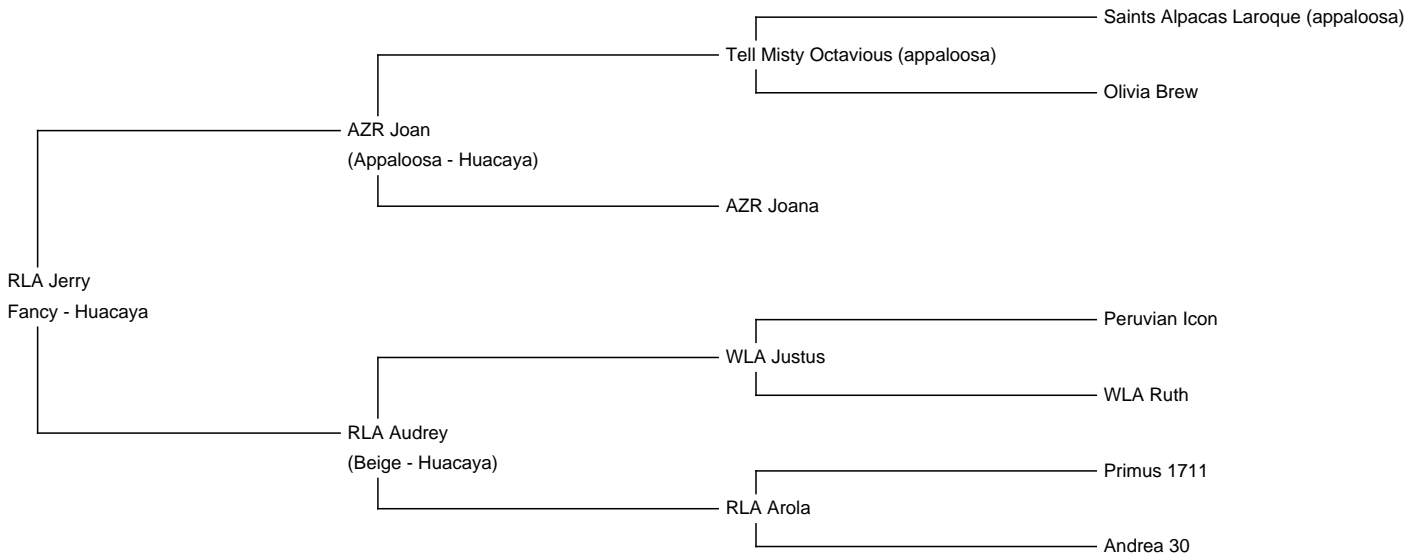 Saints Alpacas Laroque (appaloosa)
Tell Misty Octavious (appaloosa)
Olivia Brew
AZR Joan
(Appaloosa - Huacaya)
AZR Joana
RLA Jerry
Fancy - Huacaya
Peruvian Icon
WLA Justus
WLA Ruth
RLA Audrey
(Beige - Huacaya)
Primus 1711
RLA Arola
Andrea 30